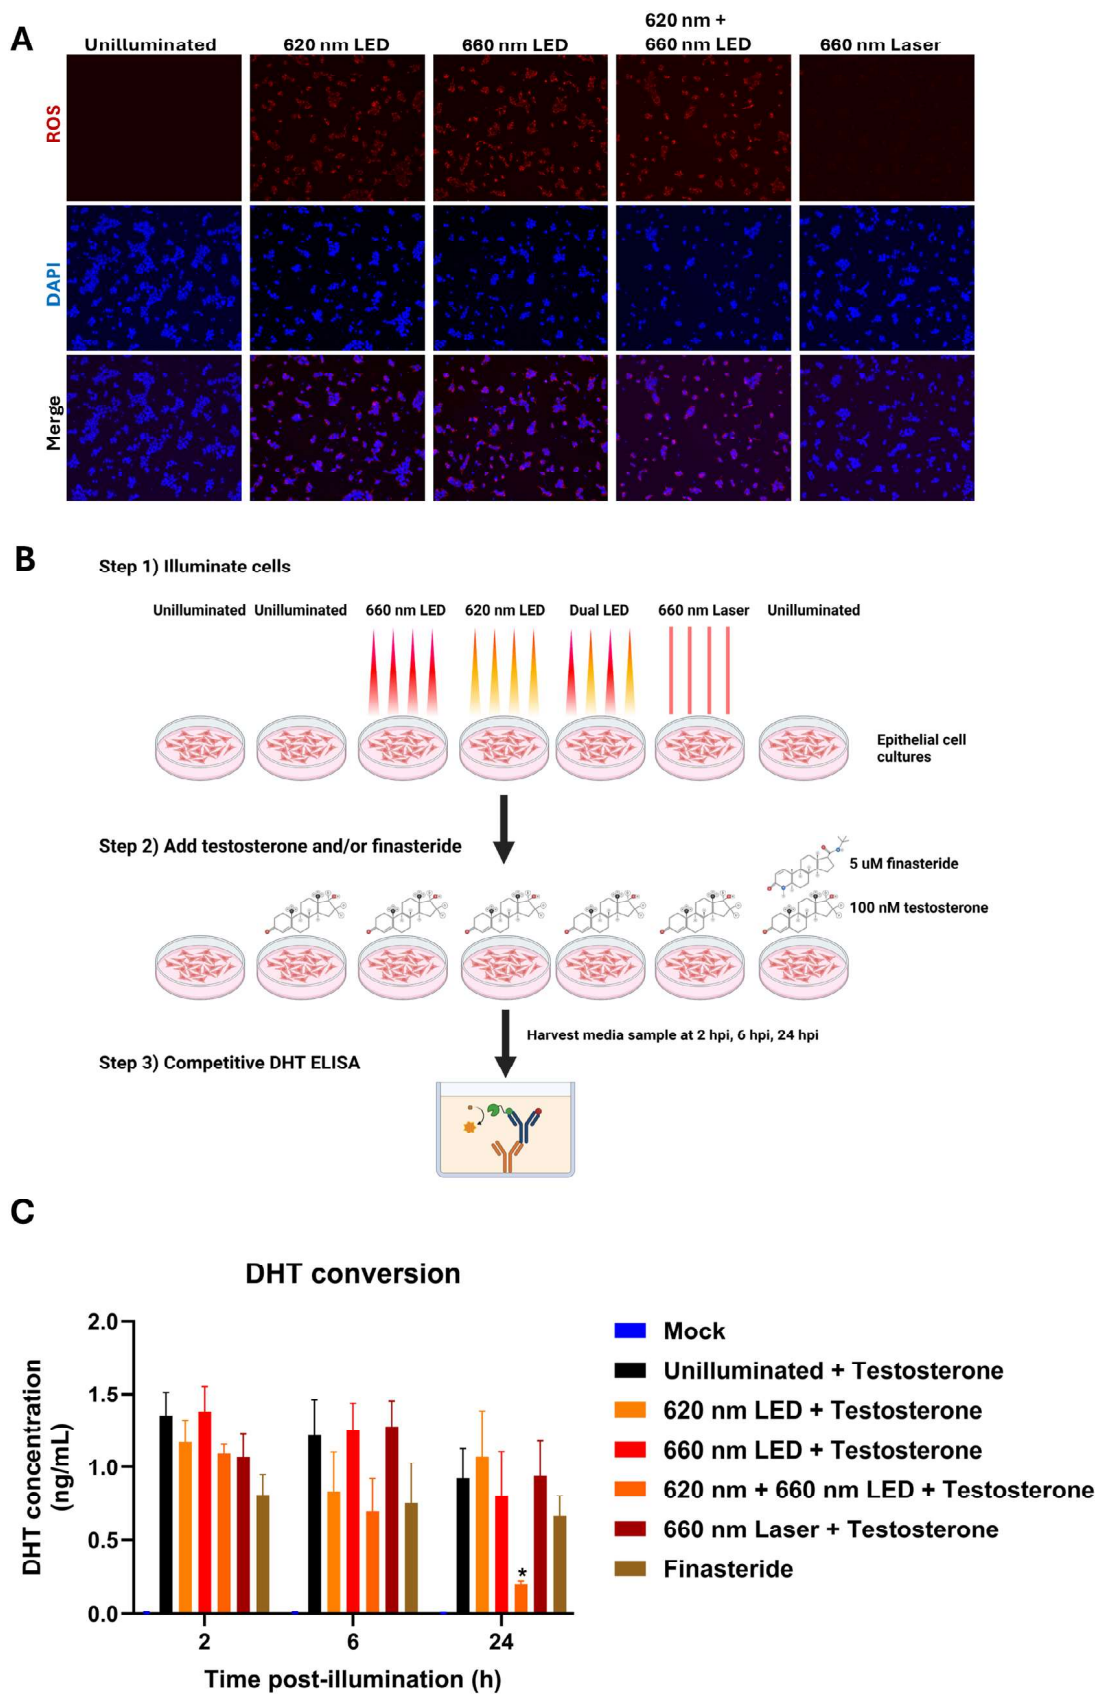 A
Unilluminated
620 nm LED
660 nm LED
620 nm +
660 nm LED
660 nm Laser
ROS
DAPI
Merge
B
Step 1) Illuminate cells
Unilluminated
Unilluminated
660 nm LED
620 nm LED
Dual LED
660 nm Laser
Unilluminated
Epithelial cell
cultures
Step 2) Add testosterone and/or finasteride
5 uM finasteride
100 nM testosterone
Harvest media sample at 2 hpi, 6 hpi, 24 hpi
Step 3) Competitive DHT ELISA
C
DHT conversion
DHT concentration
(ng/mL)
2.0
1.5
1.0
0.5
0.0
*
2
6
24
Time post-illumination (h)
Mock
Unilluminated + Testosterone
620 nm LED + Testosterone
660 nm LED + Testosterone
620 nm + 660 nm LED + Testosterone
660 nm Laser + Testosterone
Finasteride